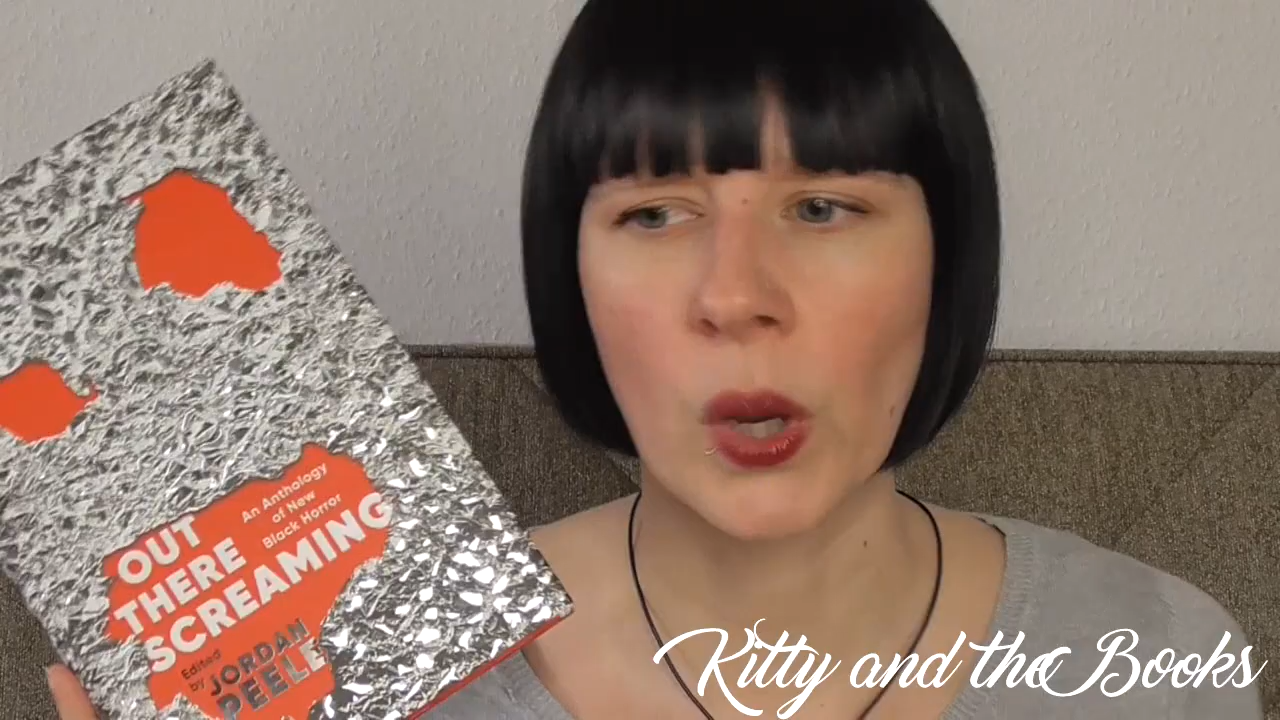 An Anthology
of New
Black Horror
OUT
THERE
SCREAMING
Edited
by
JORDAN
PEELE
Kitty and the Books